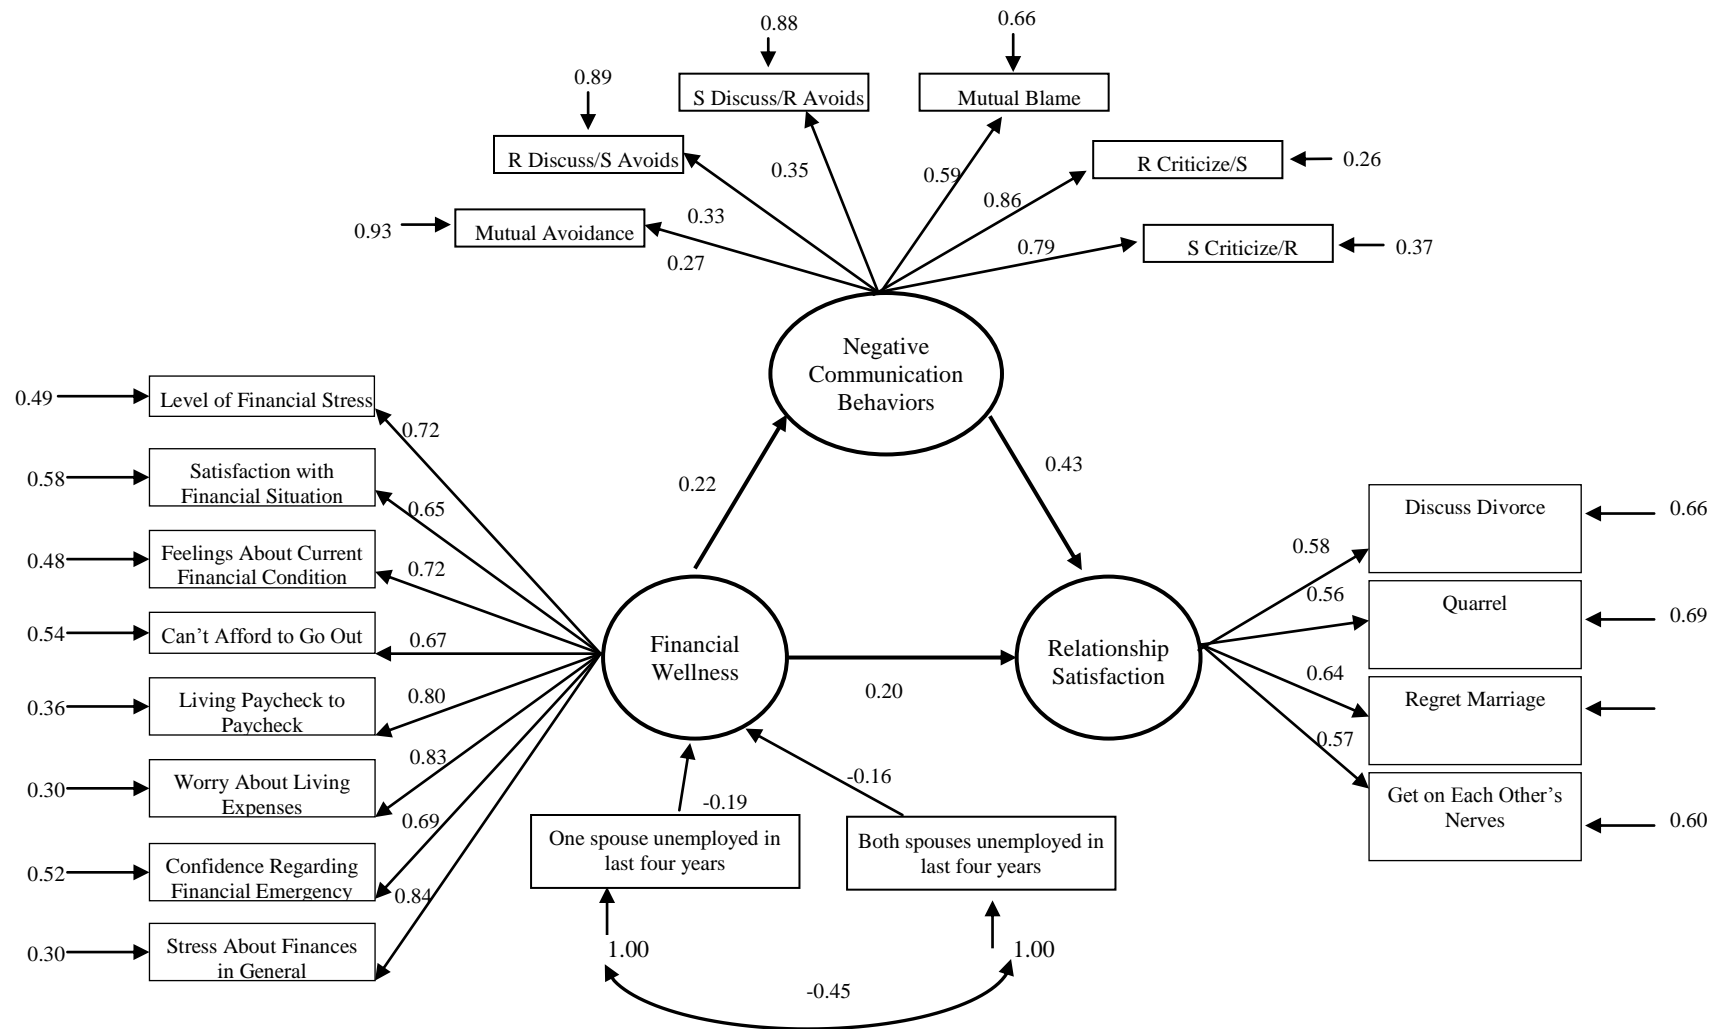 0.66
0.88
0.89
S Discuss/R Avoids
Mutual Blame
R Discuss/S Avoids
0.35
0.59
R Criticize/S
0.26
0.86
0.33
0.93
Mutual Avoidance
0.79
S Criticize/R
0.37
0.27
Negative
Communication
Behaviors
0.49
Level of Financial Stress
0.72
0.43
0.58
Satisfaction with
Financial Situation
0.65
0.22
Discuss Divorce
0.66
0.58
0.48
Feelings About Current
Financial Condition
0.72
0.56
Quarrel
0.69
0.54
Can't Afford to Go Out
0.67
Financial
Wellness
Relationship
Satisfaction
0.20
0.64
Regret Marriage
0.36
Living Paycheck to
Paycheck
0.80
0.57
0.30
Worry About Living
Expenses
0.83
-0.19
-0.16
Get on Each Other's
Nerves
0.60
0.69
One spouse unemployed in
last four years
Both spouses unemployed in
last four years
0.52
Confidence Regarding
Financial Emergency
0.84
0.30
Stress About Finances
in General
1.00
1.00
-0.45